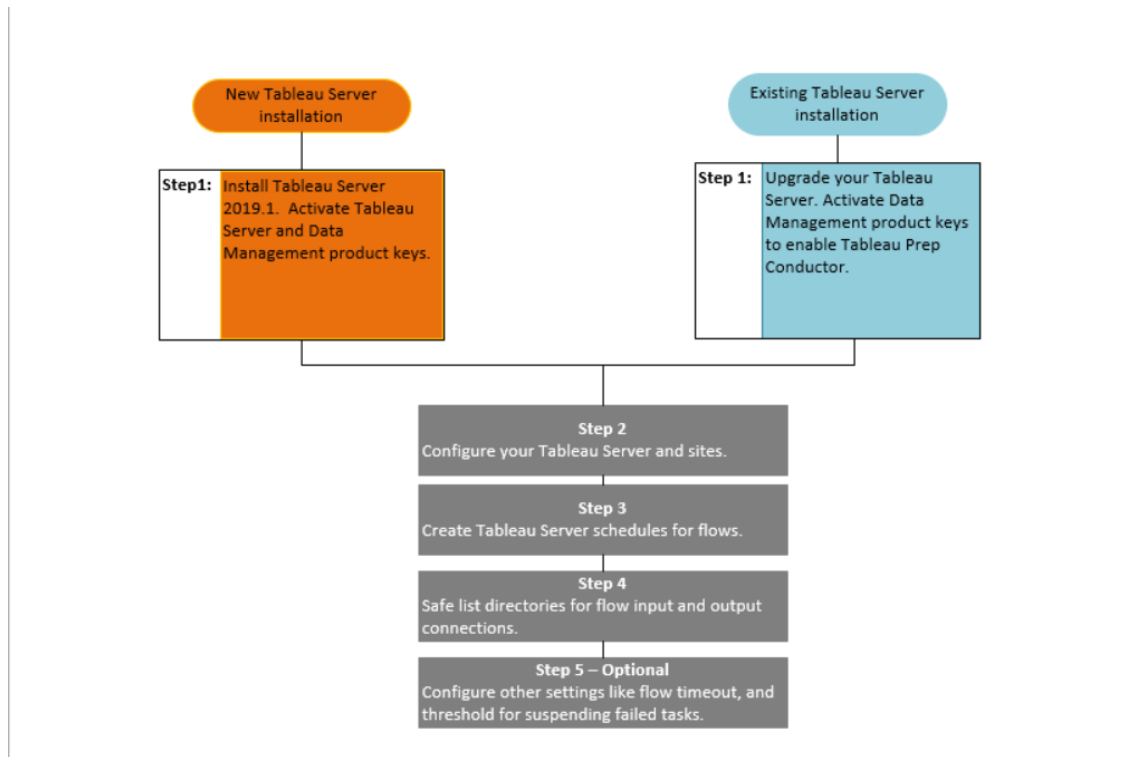 New Tableau Server
installation
Existing Tableau Server
installation
Step1:
Install Tableau Server
2019.1.  Activate Tableau
Server and Data
Management product keys.
Step 1:
Upgrade your Tableau
Server. Activate Data
Management product keys
to enable Tableau Prep
Conductor.
Step 2
Configure your Tableau Server and sites.
Step 3
Create Tableau Server schedules for flows.
Step 4
Safe list directories for flow input and output
connections.
Step 5 – Optional
Configure other settings like flow timeout, and
threshold for suspending failed tasks.